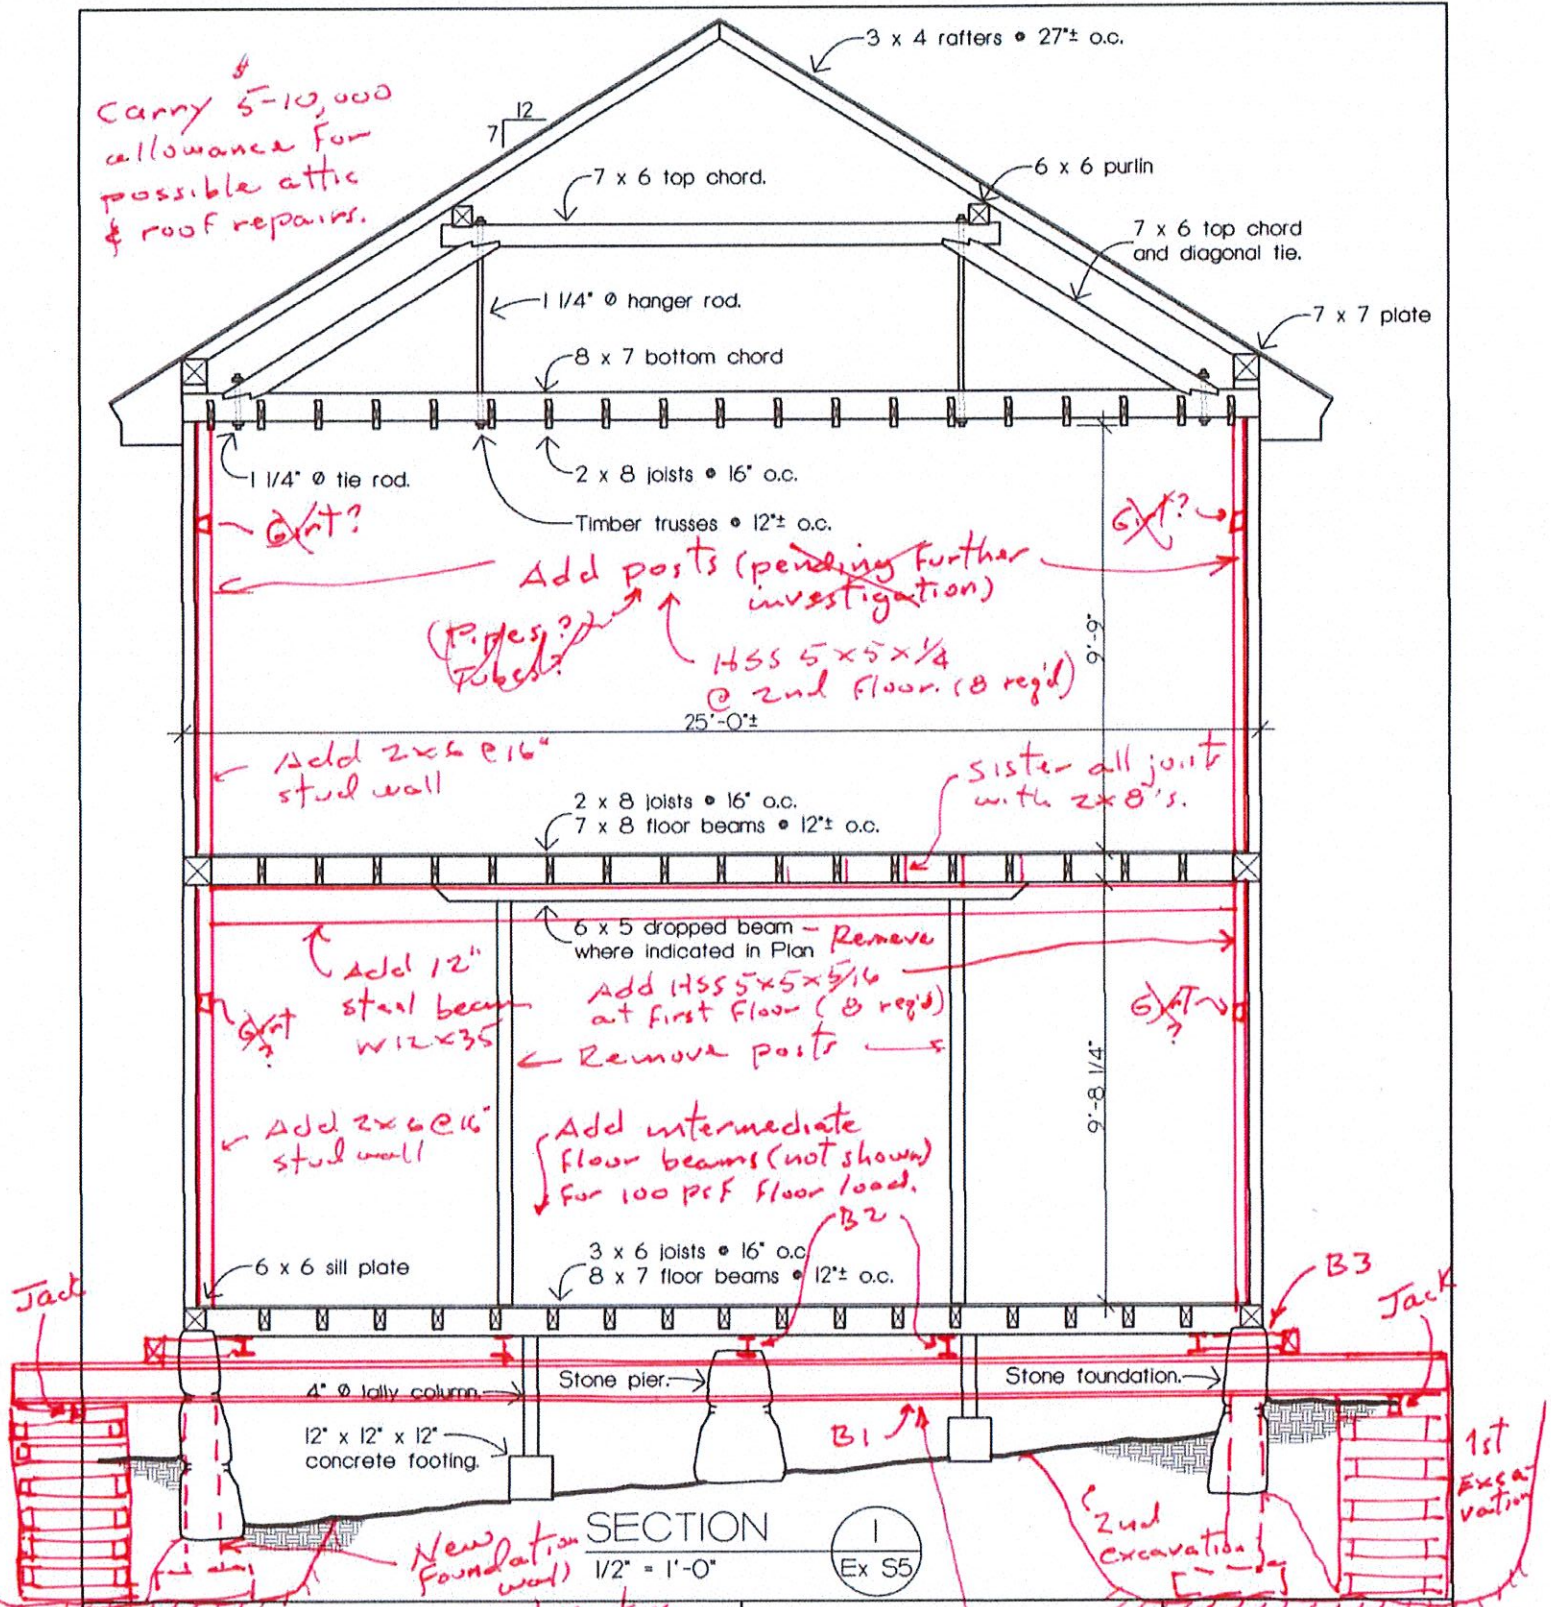 3 x 4 rafters @ 27"± o.c.
$
Carry 5-10,000
allowance for
possible attic
& roof repairs.
12
7
7 x 6 top chord.
6 x 6 purlin
7 x 6 top chord
and diagonal tie.
1 1/4" Ø hanger rod.
7 x 7 plate
8 x 7 bottom chord
1 1/4" Ø tie rod.
2 x 8 joists @ 16" o.c.
Timber trusses @ 12"± o.c.
Girt?
Girt?
Add posts (pending further
investigation)
(Pipes?
Tubes?
HSS 5x5x1/4
@ 2nd floor. (8 req'd)
9'-9"
25'-0"±
Add 2x6 @ 16"
stud wall
Sister all joist
with 2x8's.
2 x 8 joists @ 16" o.c.
7 x 8 floor beams @ 12"± o.c.
6 x 5 dropped beam - Remove
where indicated in Plan
Add 12"
steel beam
W12x35
Add HSS 5x5x5/16
at first floor (8 req'd)
Girt
?
Girt
?
Remove posts
9'-8 1/4"
Add 2x6 @ 16"
stud wall
Add intermediate
floor beams (not shown)
for 100 psf floor load.
B2
3 x 6 joists @ 16" o.c.
8 x 7 floor beams @ 12"± o.c.
6 x 6 sill plate
B3
Jack
Jack
Stone pier.
Stone foundation.
4" Ø lally column.
B1
12" x 12" x 12"
concrete footing.
1st
Excavation
2nd
excavation
New
foundation
wall)
SECTION
1/2" = 1'-0"
1
Ex S5